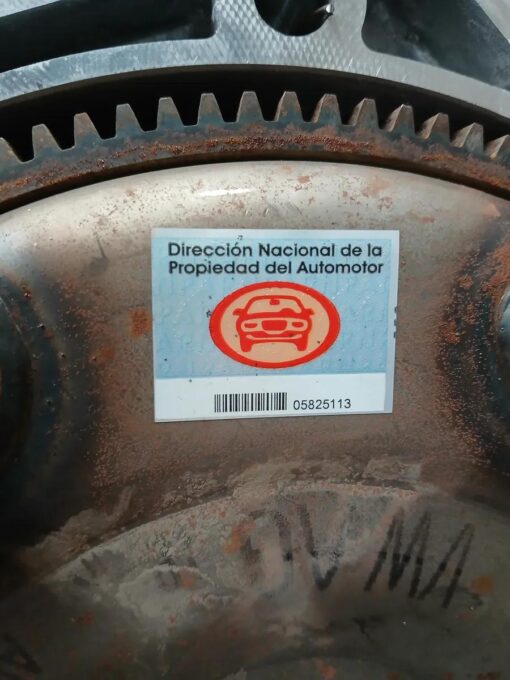 Dirección Nacional de la
Propiedad del Automotor
05825113